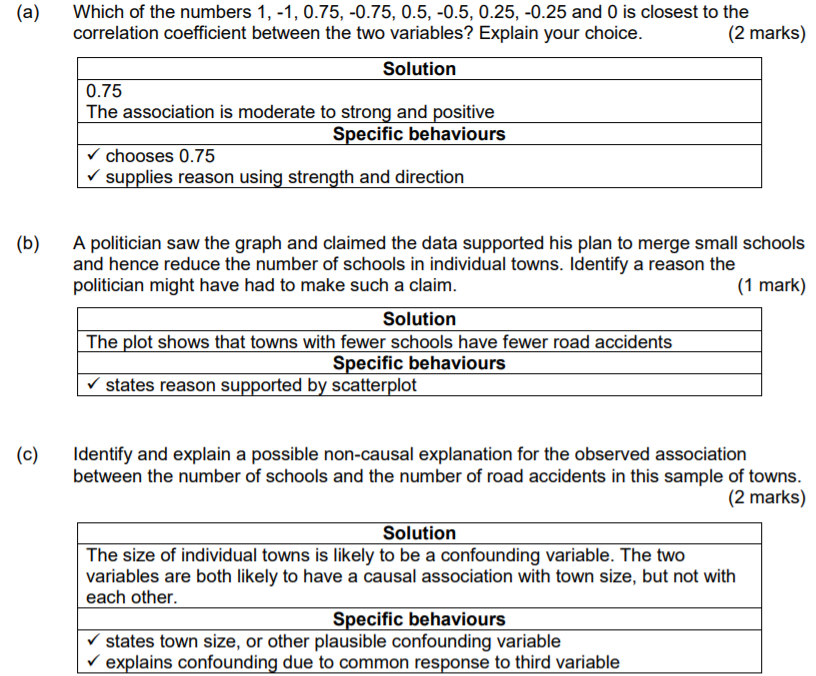 (a) Which of the numbers 1, -1, 0.75, -0.75, 0.5, -0.5, 0.25, -0.25 and 0 is closest to the
correlation coefficient between the two variables? Explain your choice. (2 marks)
Solution
0.75
The association is moderate to strong and positive
Specific behaviours
✓ chooses 0.75
✓ supplies reason using strength and direction
(b) A politician saw the graph and claimed the data supported his plan to merge small schools
and hence reduce the number of schools in individual towns. Identify a reason the
politician might have had to make such a claim. (1 mark)
Solution
The plot shows that towns with fewer schools have fewer road accidents
Specific behaviours
✓ states reason supported by scatterplot
(c) Identify and explain a possible non-causal explanation for the observed association
between the number of schools and the number of road accidents in this sample of towns.
(2 marks)
Solution
The size of individual towns is likely to be a confounding variable. The two
variables are both likely to have a causal association with town size, but not with
each other.
Specific behaviours
✓ states town size, or other plausible confounding variable
✓ explains confounding due to common response to third variable